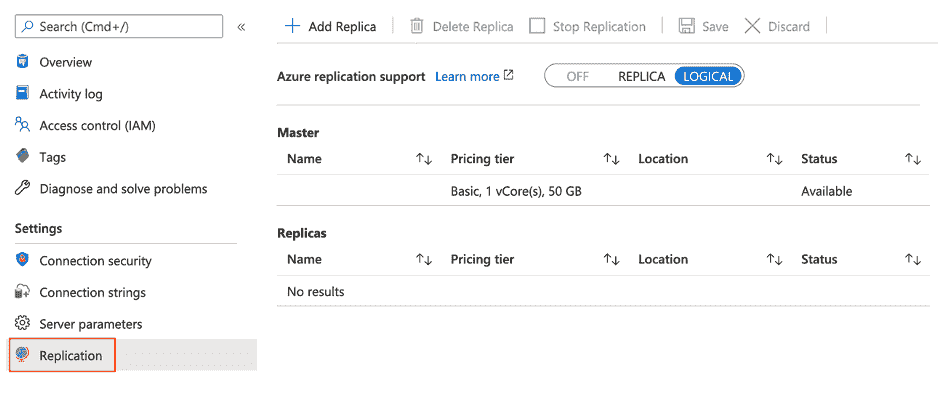 Search (Cmd+/)
«
Overview
Activity log
Access control (IAM)
Tags
Diagnose and solve problems
Settings
Connection security
Connection strings
Server parameters
Replication
Add Replica Delete Replica Stop Replication Save Discard
Azure replication support Learn more OFF REPLICA LOGICAL
Master
Name Pricing tier Location Status
Basic, 1 vCore(s), 50 GB Available
Replicas
Name Pricing tier Location Status
No results